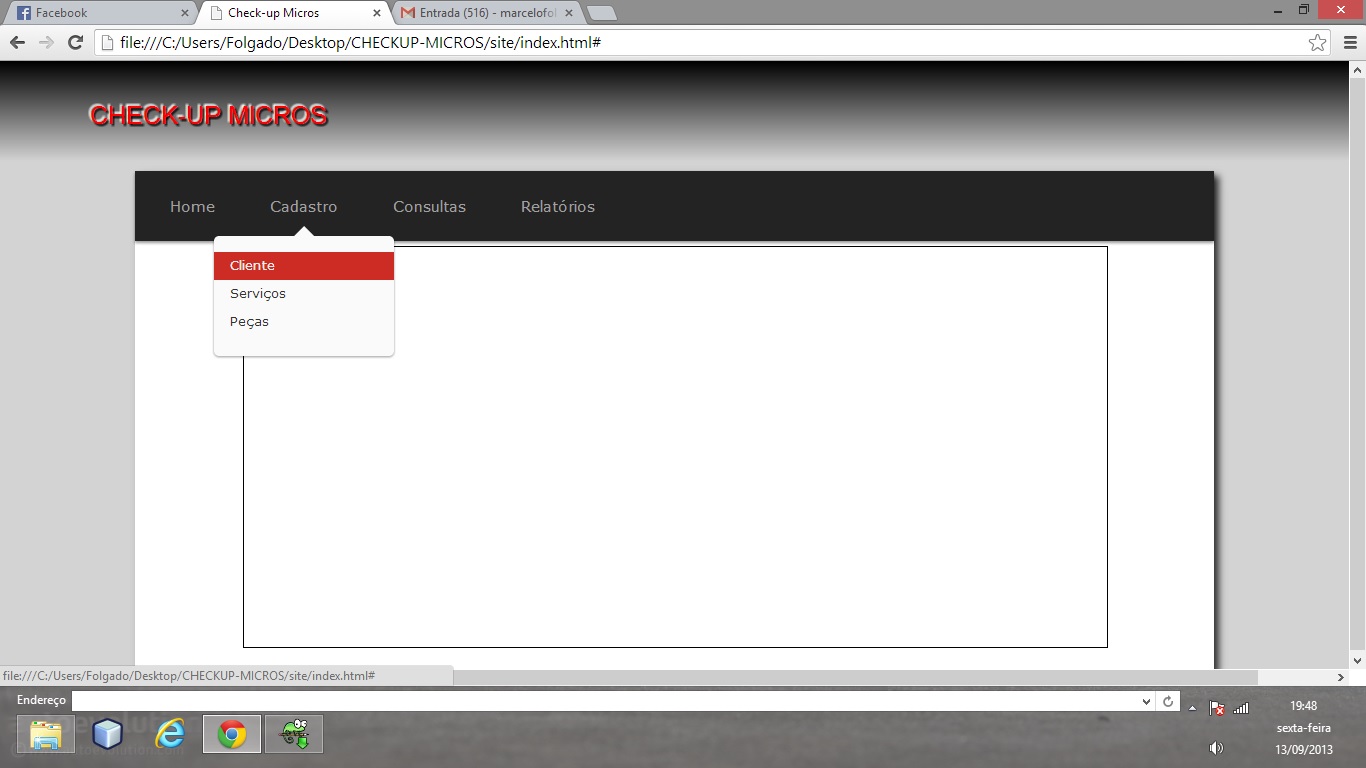 Facebook
Check-up Micros
Entrada (516) - marcelofol
file:///C:/Users/Folgado/Desktop/CHECKUP-MICROS/site/index.html#
CHECK-UP MICROS
Home Cadastro Consultas Relatórios
Cliente
Serviços
Peças
file:///C:/Users/Folgado/Desktop/CHECKUP-MICROS/site/index.html#
Endereço
19:48
sexta-feira
13/09/2013